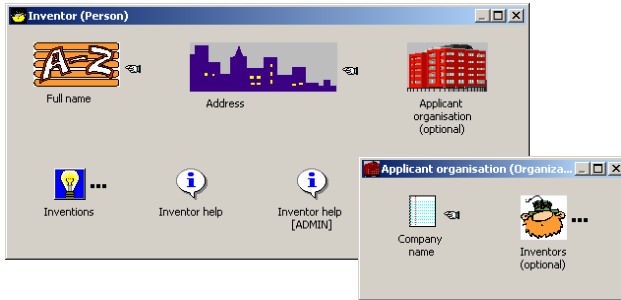 Inventor (Person)
A-Z
Full name
Address
Applicant
organisation
(optional)
Inventions
Inventor help
Inventor help
[ADMIN]
Applicant organisation (Organiza...
Company
name
Inventors
(optional)